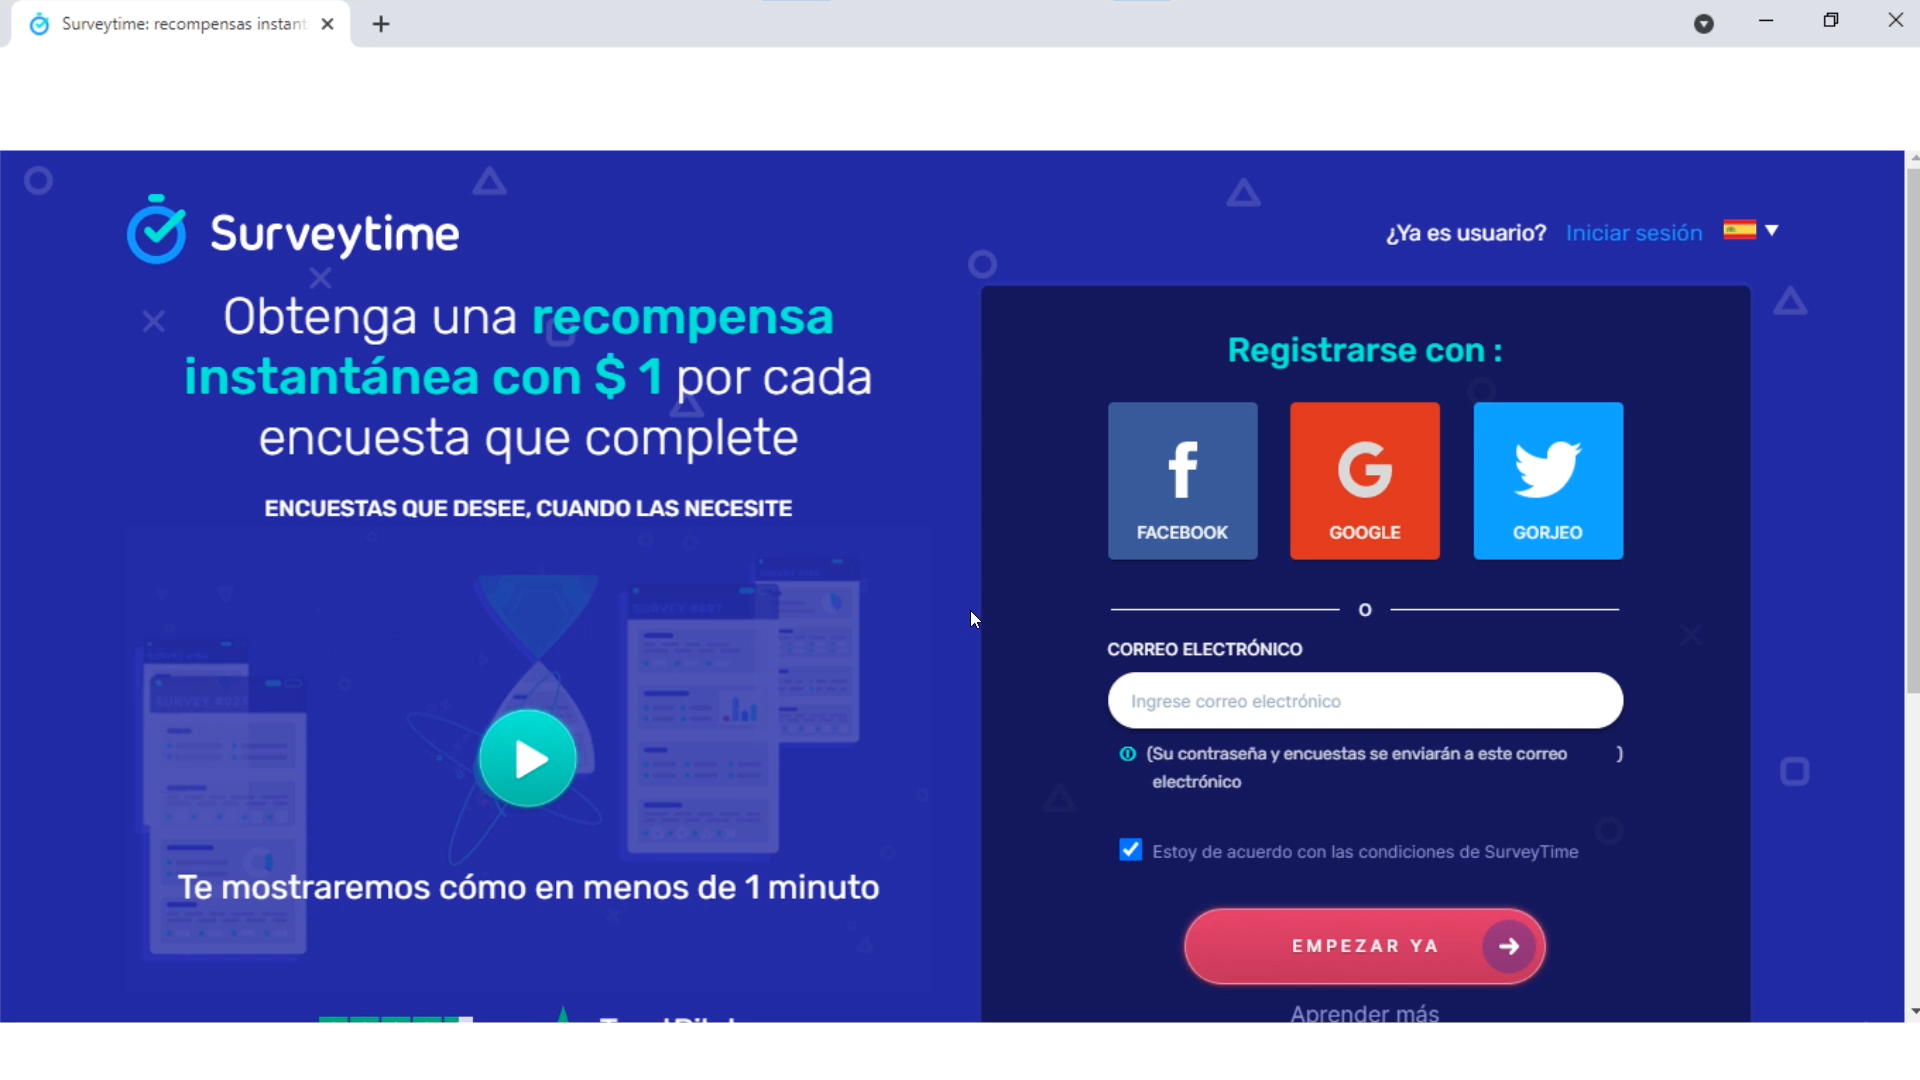 Surveytime: recompensas instant
Surveytime
¿Ya es usuario? Iniciar sesión
Obtenga una recompensa
instantánea con $ 1 por cada
encuesta que complete
ENCUESTAS QUE DESEE, CUANDO LAS NECESITE
Te mostraremos cómo en menos de 1 minuto
Registrarse con :
FACEBOOK
GOOGLE
GORJEO
O
CORREO ELECTRÓNICO
Ingrese correo electrónico
(Su contraseña y encuestas se enviarán a este correo )
electrónico
Estoy de acuerdo con las condiciones de SurveyTime
EMPEZAR YA
Aprender más